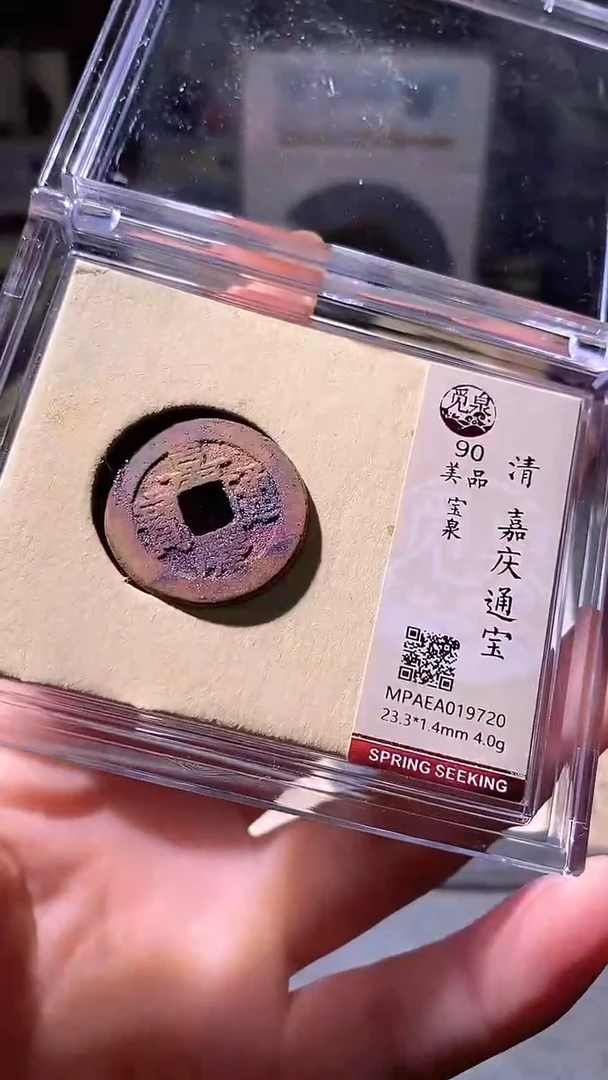 觅泉
90
美品
宝泉
清
嘉庆通宝
MPAEA019720
23.3*1.4mm 4.0g
SPRING SEEKING